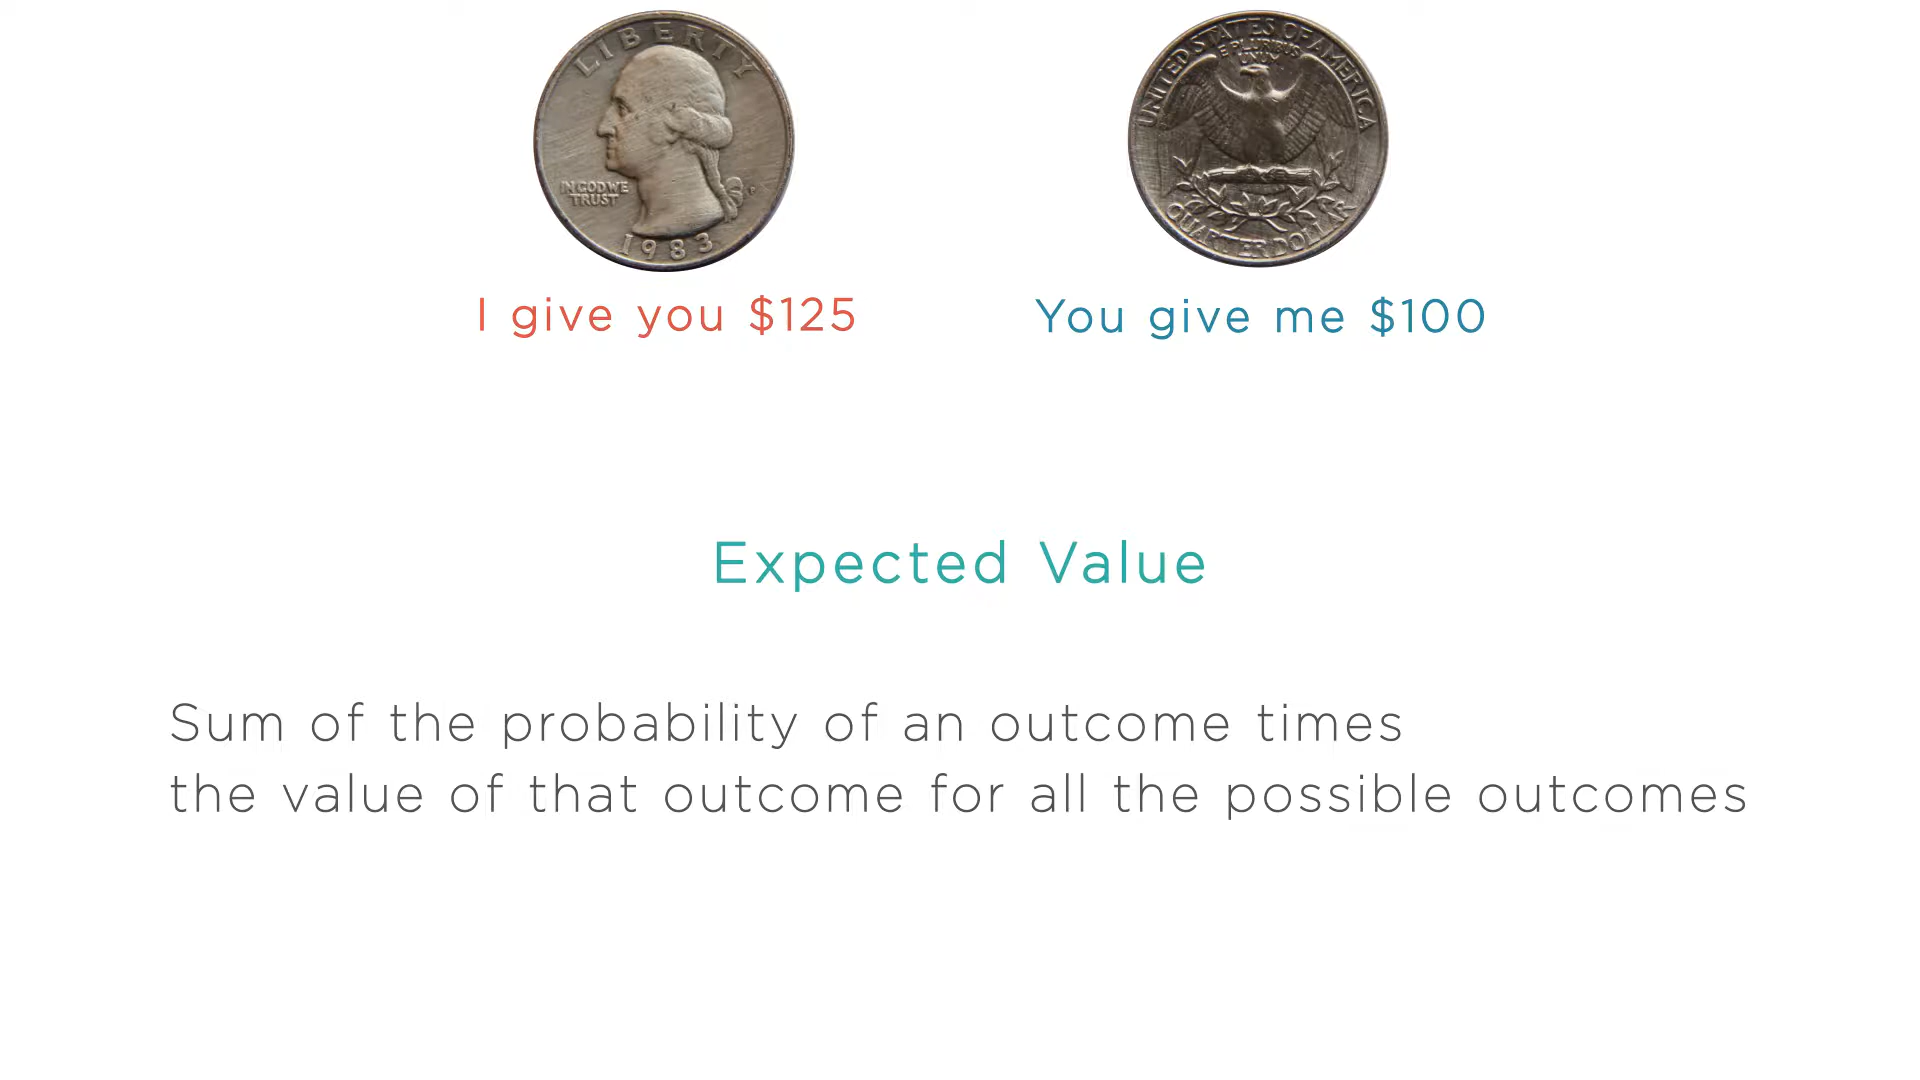 LIBERTY
IN GOD WE
TRUST
1983
P
UNITED STATES OF AMERICA
E PLURIBUS
UNUM
QUARTER DOLLAR
I give you $125
You give me $100
Expected Value
Sum of the probability of an outcome times
the value of that outcome for all the possible outcomes